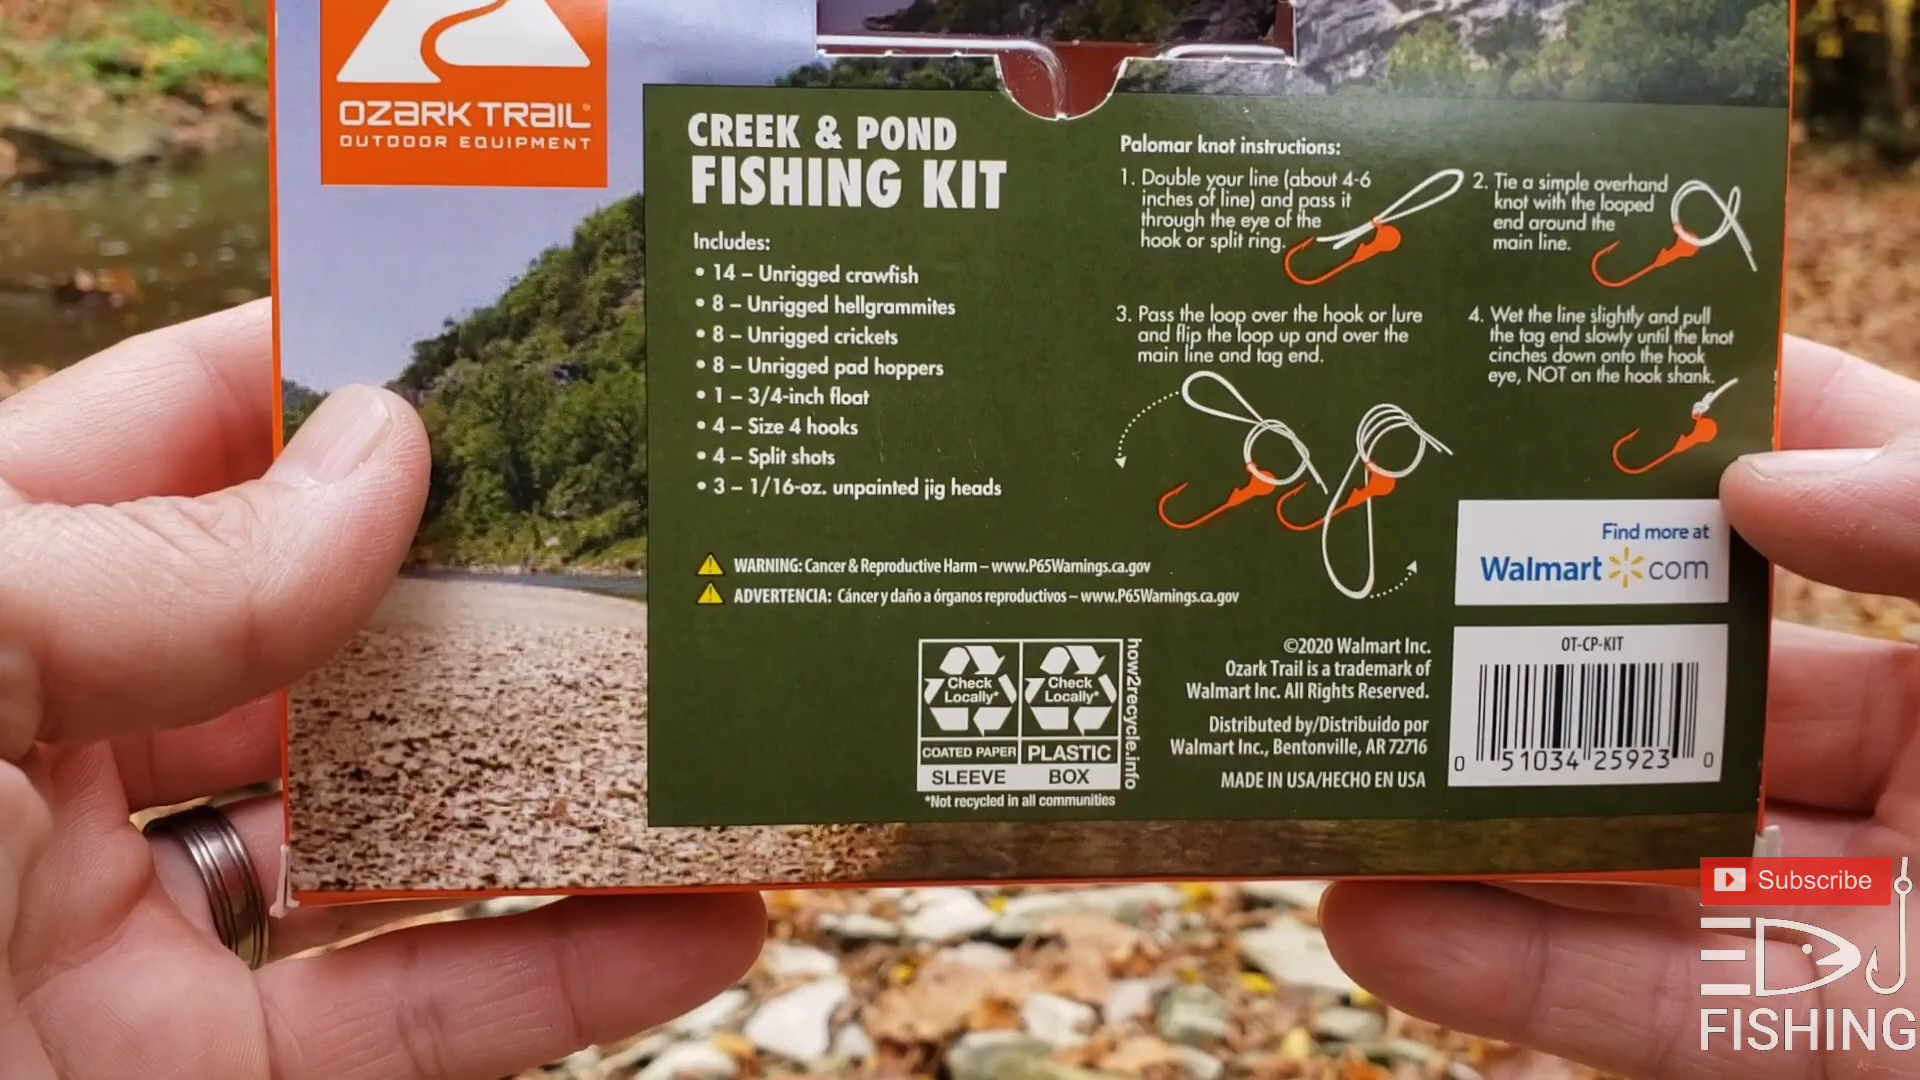 OZARK TRAIL
OUTDOOR EQUIPMENT
CREEK & POND
FISHING KIT
Includes:
• 14 – Unrigged crawfish
• 8 – Unrigged hellgrammites
• 8 – Unrigged crickets
• 8 – Unrigged pad hoppers
• 1 – 3/4-inch float
• 4 – Size 4 hooks
• 4 – Split shots
• 3 – 1/16-oz. unpainted jig heads
Palomar knot instructions:
1. Double your line (about 4-6
inches of line) and pass it
through the eye of the
hook or split ring.
2. Tie a simple overhand
knot with the looped
end around the
main line.
3. Pass the loop over the hook or lure
and flip the loop up and over the
main line and tag end.
4. Wet the line slightly and pull
the tag end slowly until the knot
cinches down onto the hook
eye, NOT on the hook shank.
WARNING: Cancer & Reproductive Harm – www.P65Warnings.ca.gov
ADVERTENCIA: Cáncer y daño a órganos reproductivos – www.P65Warnings.ca.gov
Find more at
Walmart com
Check
Locally*
COATED PAPER
SLEEVE
Check
Locally*
PLASTIC
BOX
how2recycle.info
*Not recycled in all communities
©2020 Walmart Inc.
Ozark Trail is a trademark of
Walmart Inc. All Rights Reserved.
Distributed by/Distribuido por
Walmart Inc., Bentonville, AR 72716
MADE IN USA/HECHO EN USA
OT-CP-KIT
0 51034 25923 0
Subscribe
ED
FISHING